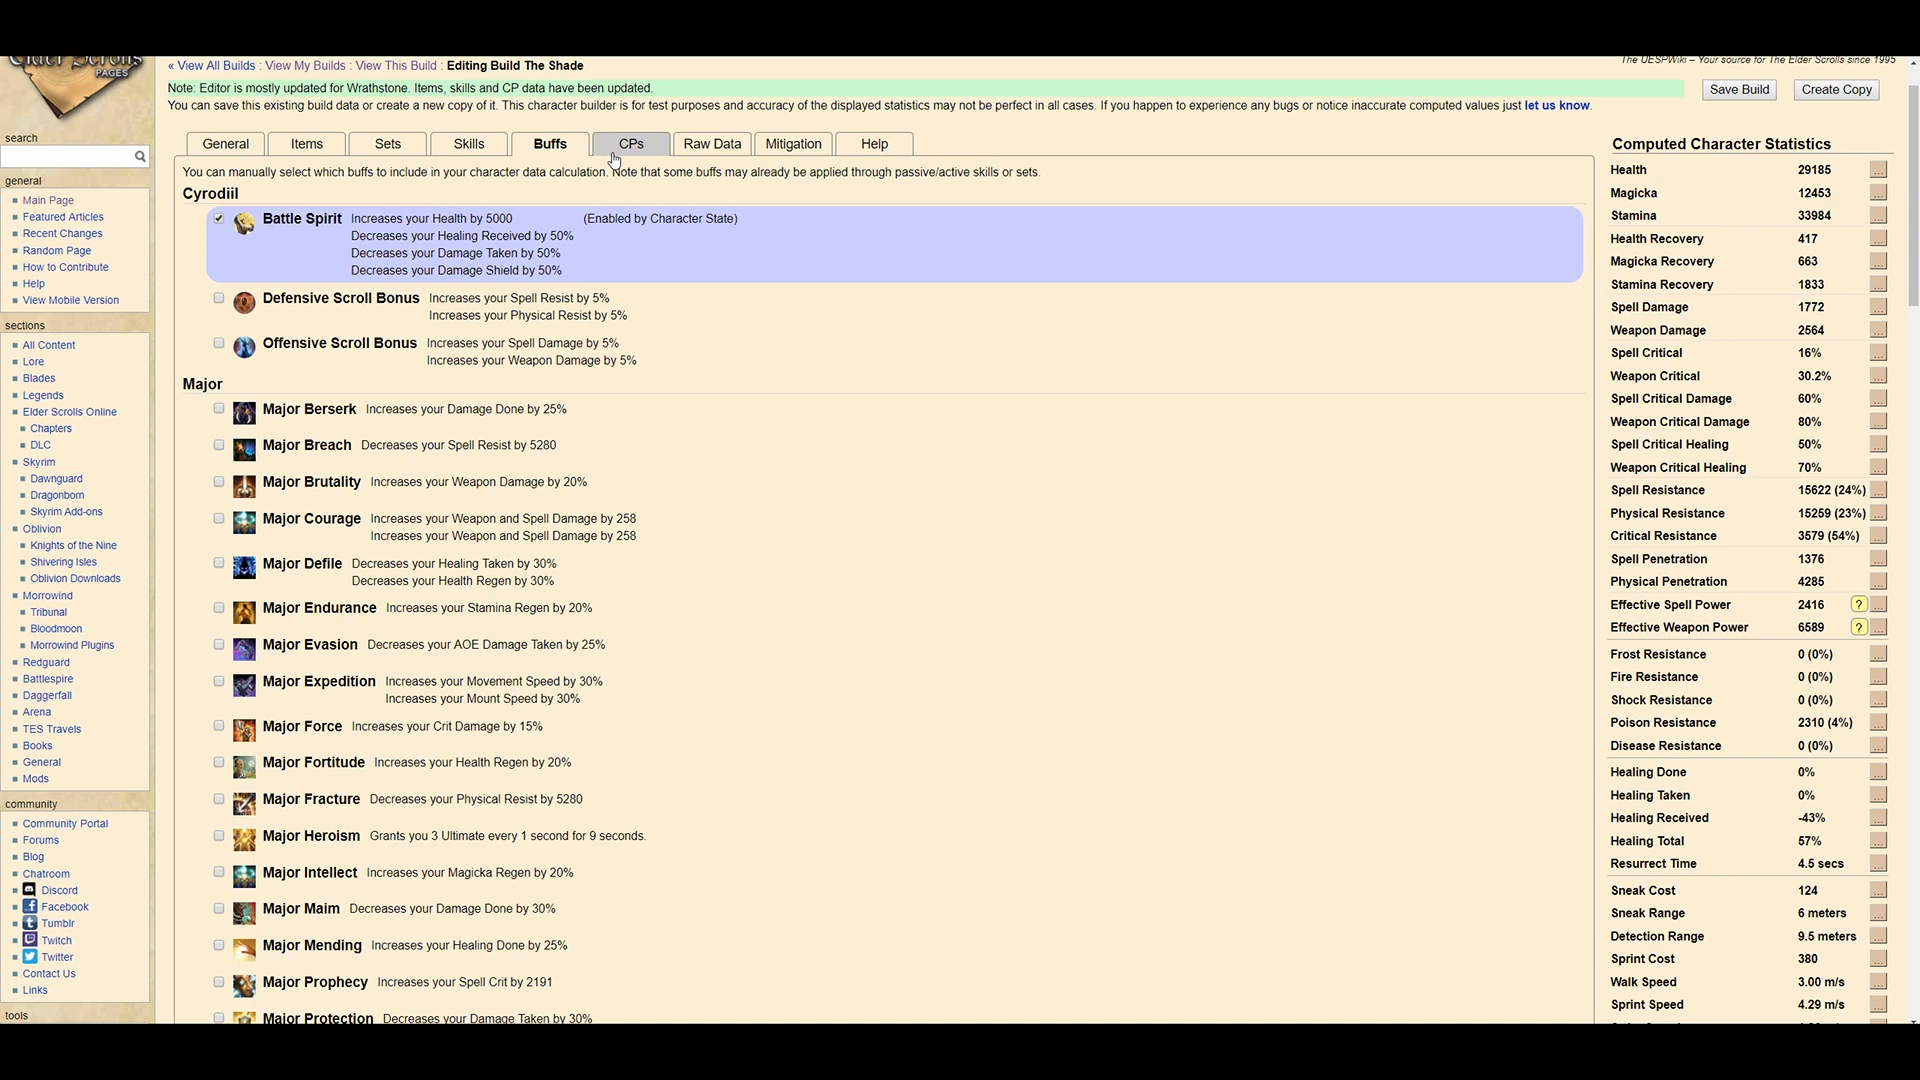 Elder Scrolls
PAGES
The UESPWiki – Your source for The Elder Scrolls since 1995
« View All Builds : View My Builds : View This Build : Editing Build The Shade
Note: Editor is mostly updated for Wrathstone. Items, skills and CP data have been updated.
You can save this existing build data or create a new copy of it. This character builder is for test purposes and accuracy of the displayed statistics may not be perfect in all cases. If you happen to experience any bugs or notice inaccurate computed values just let us know.
Save Build
Create Copy
search
general
Main Page
Featured Articles
Recent Changes
Random Page
How to Contribute
Help
View Mobile Version
sections
All Content
Lore
Blades
Legends
Elder Scrolls Online
Chapters
DLC
Skyrim
Dawnguard
Dragonborn
Skyrim Add-ons
Oblivion
Knights of the Nine
Shivering Isles
Oblivion Downloads
Morrowind
Tribunal
Bloodmoon
Morrowind Plugins
Redguard
Battlespire
Daggerfall
Arena
TES Travels
Books
General
Mods
community
Community Portal
Forums
Blog
Chatroom
Discord
Facebook
Tumblr
Twitch
Twitter
Contact Us
Links
tools
General
Items
Sets
Skills
Buffs
CPs
Raw Data
Mitigation
Help
You can manually select which buffs to include in your character data calculation. Note that some buffs may already be applied through passive/active skills or sets.
Cyrodiil
Battle Spirit Increases your Health by 5000 (Enabled by Character State)
Decreases your Healing Received by 50%
Decreases your Damage Taken by 50%
Decreases your Damage Shield by 50%
Defensive Scroll Bonus Increases your Spell Resist by 5%
Increases your Physical Resist by 5%
Offensive Scroll Bonus Increases your Spell Damage by 5%
Increases your Weapon Damage by 5%
Major
Major Berserk Increases your Damage Done by 25%
Major Breach Decreases your Spell Resist by 5280
Major Brutality Increases your Weapon Damage by 20%
Major Courage Increases your Weapon and Spell Damage by 258
Increases your Weapon and Spell Damage by 258
Major Defile Decreases your Healing Taken by 30%
Decreases your Health Regen by 30%
Major Endurance Increases your Stamina Regen by 20%
Major Evasion Decreases your AOE Damage Taken by 25%
Major Expedition Increases your Movement Speed by 30%
Increases your Mount Speed by 30%
Major Force Increases your Crit Damage by 15%
Major Fortitude Increases your Health Regen by 20%
Major Fracture Decreases your Physical Resist by 5280
Major Heroism Grants you 3 Ultimate every 1 second for 9 seconds.
Major Intellect Increases your Magicka Regen by 20%
Major Maim Decreases your Damage Done by 30%
Major Mending Increases your Healing Done by 25%
Major Prophecy Increases your Spell Crit by 2191
Major Protection Decreases your Damage Taken by 30%
Computed Character Statistics
Health 29185 ...
Magicka 12453 ...
Stamina 33984 ...
Health Recovery 417 ...
Magicka Recovery 663 ...
Stamina Recovery 1833 ...
Spell Damage 1772 ...
Weapon Damage 2564 ...
Spell Critical 16% ...
Weapon Critical 30.2% ...
Spell Critical Damage 60% ...
Weapon Critical Damage 80% ...
Spell Critical Healing 50% ...
Weapon Critical Healing 70% ...
Spell Resistance 15622 (24%) ...
Physical Resistance 15259 (23%) ...
Critical Resistance 3579 (54%) ...
Spell Penetration 1376 ...
Physical Penetration 4285 ...
Effective Spell Power 2416 ? ...
Effective Weapon Power 6589 ? ...
Frost Resistance 0 (0%) ...
Fire Resistance 0 (0%) ...
Shock Resistance 0 (0%) ...
Poison Resistance 2310 (4%) ...
Disease Resistance 0 (0%) ...
Healing Done 0% ...
Healing Taken 0% ...
Healing Received -43% ...
Healing Total 57% ...
Resurrect Time 4.5 secs ...
Sneak Cost 124 ...
Sneak Range 6 meters ...
Detection Range 9.5 meters ...
Sprint Cost 380 ...
Walk Speed 3.00 m/s ...
Sprint Speed 4.29 m/s ...